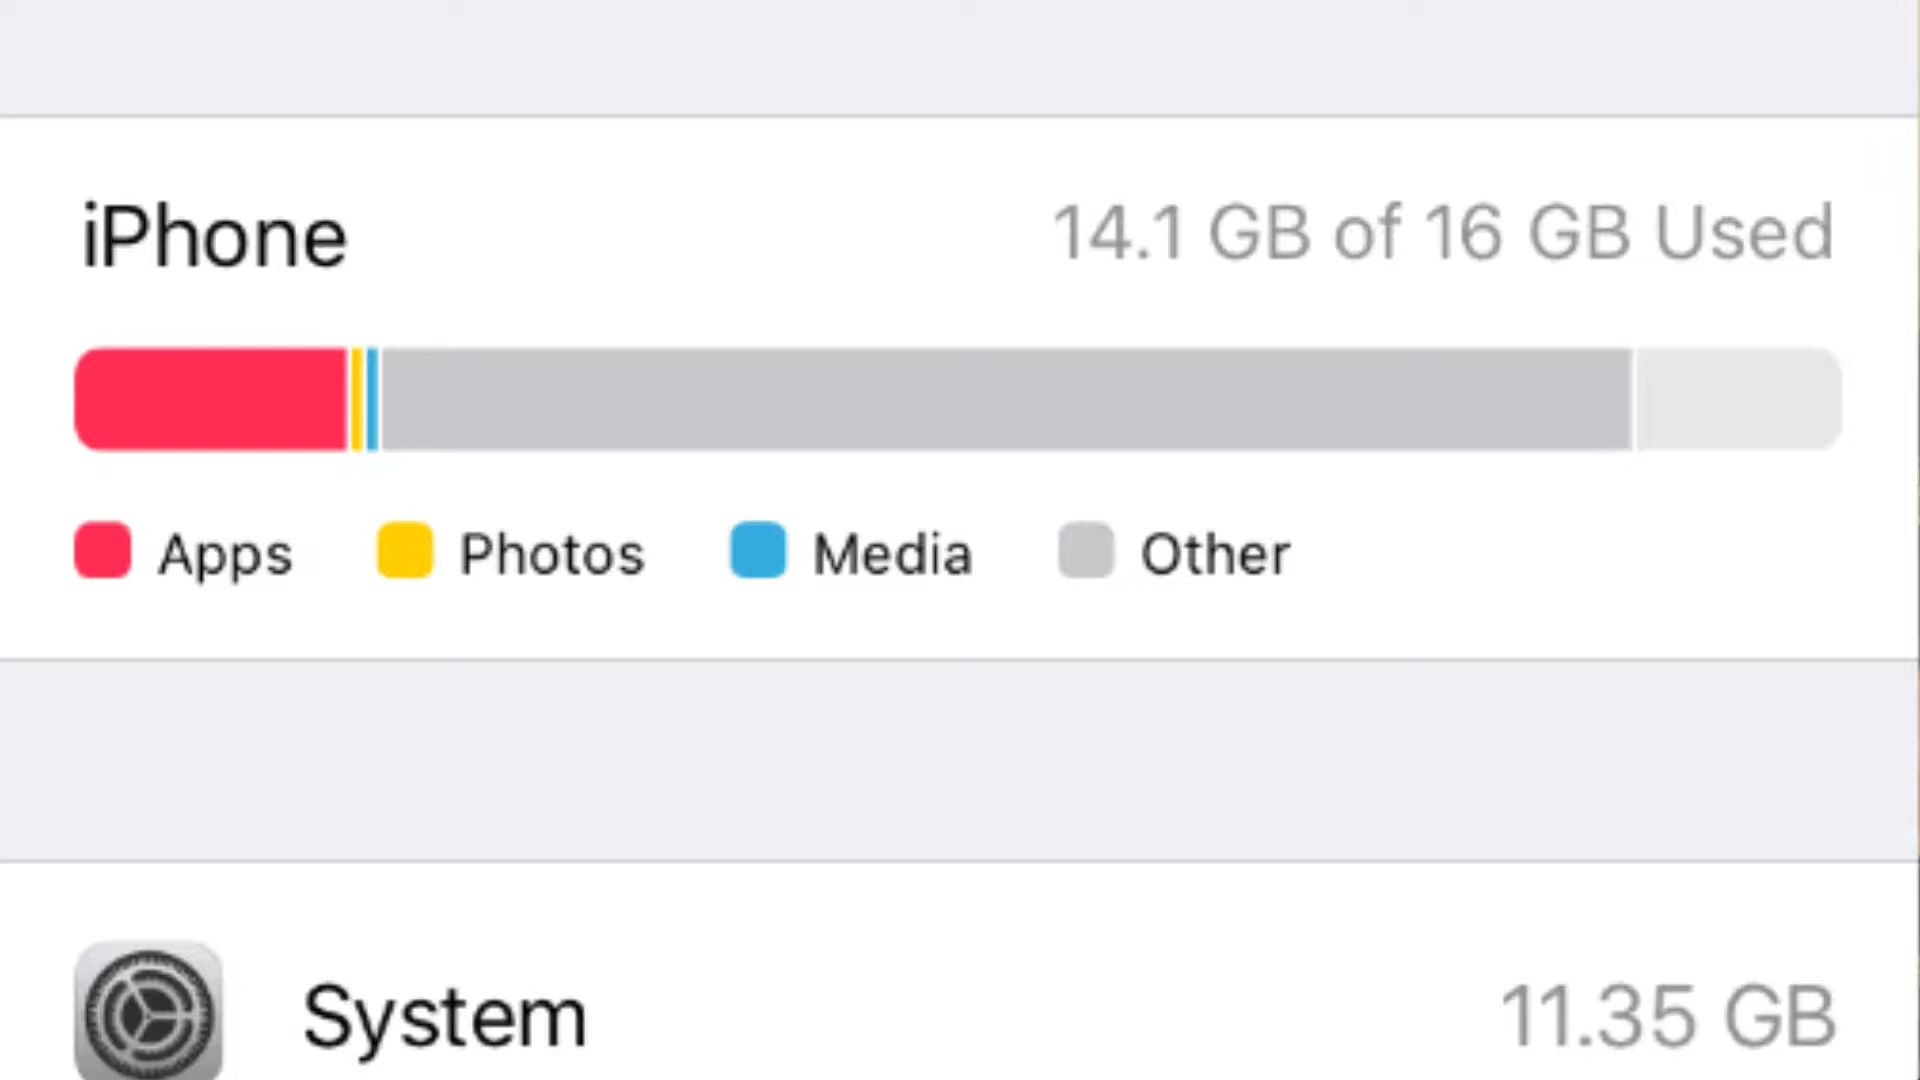 iPhone 14.1 GB of 16 GB Used
Apps Photos Media Other
System 11.35 GB